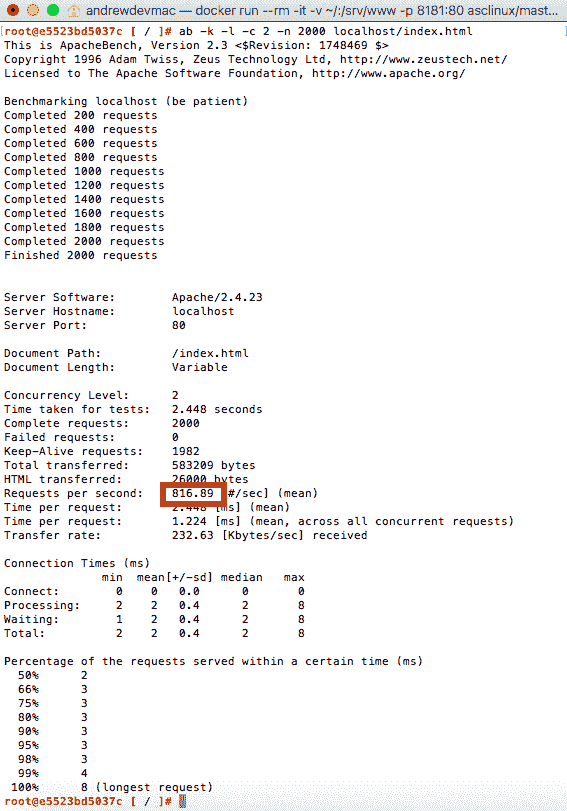 andrewdevmac — docker run --rm -it -v ~/:/srv/www -p 8181:80 asclinux/mast...
[root@e5523bd5037c [ / ]# ab -k -l -c 2 -n 2000 localhost/index.html
This is ApacheBench, Version 2.3 <$Revision: 1748469 $>
Copyright 1996 Adam Twiss, Zeus Technology Ltd, http://www.zeustech.net/
Licensed to The Apache Software Foundation, http://www.apache.org/
Benchmarking localhost (be patient)
Completed 200 requests
Completed 400 requests
Completed 600 requests
Completed 800 requests
Completed 1000 requests
Completed 1200 requests
Completed 1400 requests
Completed 1600 requests
Completed 1800 requests
Completed 2000 requests
Finished 2000 requests
Server Software: Apache/2.4.23
Server Hostname: localhost
Server Port: 80
Document Path: /index.html
Document Length: Variable
Concurrency Level: 2
Time taken for tests: 2.448 seconds
Complete requests: 2000
Failed requests: 0
Keep-Alive requests: 1982
Total transferred: 583209 bytes
HTML transferred: 26000 bytes
Requests per second: 816.89 [#/sec] (mean)
Time per request: 2.448 [ms] (mean)
Time per request: 1.224 [ms] (mean, across all concurrent requests)
Transfer rate: 232.63 [Kbytes/sec] received
Connection Times (ms)
min mean[+/-sd] median max
Connect: 0 0 0.0 0 0
Processing: 2 2 0.4 2 8
Waiting: 1 2 0.4 2 8
Total: 2 2 0.4 2 8
Percentage of the requests served within a certain time (ms)
50% 2
66% 3
75% 3
80% 3
90% 3
95% 3
98% 3
99% 4
100% 8 (longest request)
root@e5523bd5037c [ / ]#